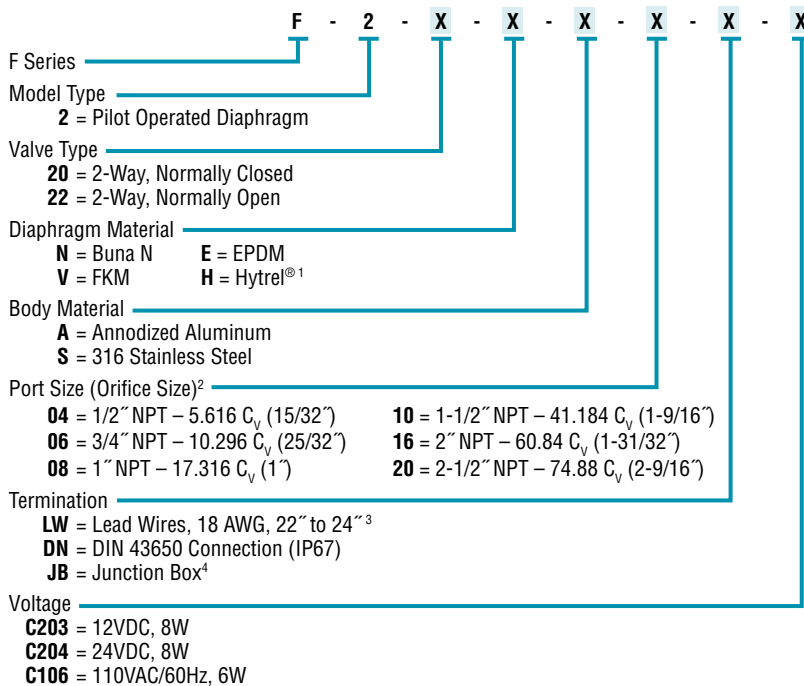 F - 2 - X - X - X - X - X - X
F Series
Model Type
2 = Pilot Operated Diaphragm
Valve Type
20 = 2-Way, Normally Closed
22 = 2-Way, Normally Open
Diaphragm Material
N = Buna N E = EPDM
V = FKM H = Hytrel® 1
Body Material
A = Annodized Aluminum
S = 316 Stainless Steel
Port Size (Orifice Size)2
04 = 1/2˝ NPT – 5.616 CV (15/32˝) 10 = 1-1/2˝ NPT – 41.184 CV (1-9/16˝)
06 = 3/4˝ NPT – 10.296 CV (25/32˝) 16 = 2˝ NPT – 60.84 CV (1-31/32˝)
08 = 1˝ NPT – 17.316 CV (1˝) 20 = 2-1/2˝ NPT – 74.88 CV (2-9/16˝)
Termination
LW = Lead Wires, 18 AWG, 22˝ to 24˝ 3
DN = DIN 43650 Connection (IP67)
JB = Junction Box4
Voltage
C203 = 12VDC, 8W
C204 = 24VDC, 8W
C106 = 110VAC/60Hz, 6W